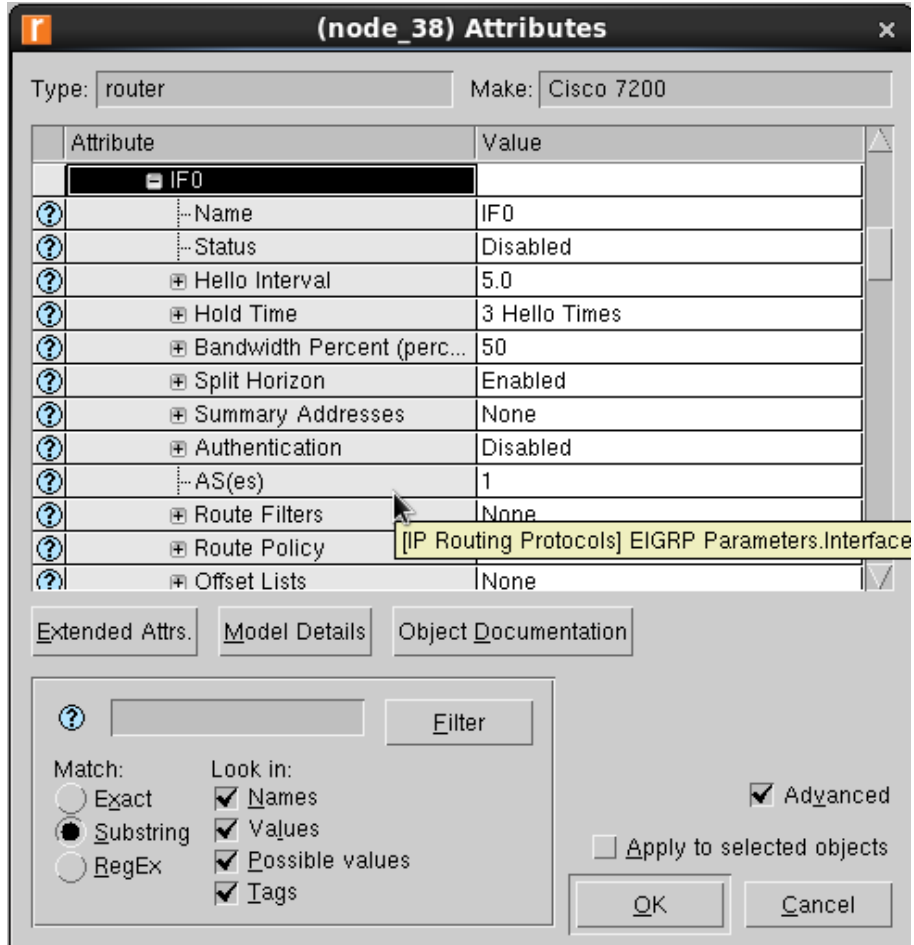 (node_38) Attributes
Type: router Make: Cisco 7200
Attribute Value
IF0
Name IF0
Status Disabled
Hello Interval 5.0
Hold Time 3 Hello Times
Bandwidth Percent (perc... 50
Split Horizon Enabled
Summary Addresses None
Authentication Disabled
AS(es) 1
Route Filters None
Route Policy [IP Routing Protocols] EIGRP Parameters.Interface
Offset Lists None
Extended Attrs. Model Details Object Documentation
Filter
Match: Look in:
Exact Names
Substring Values
RegEx Possible values
Tags
Advanced
Apply to selected objects
OK Cancel